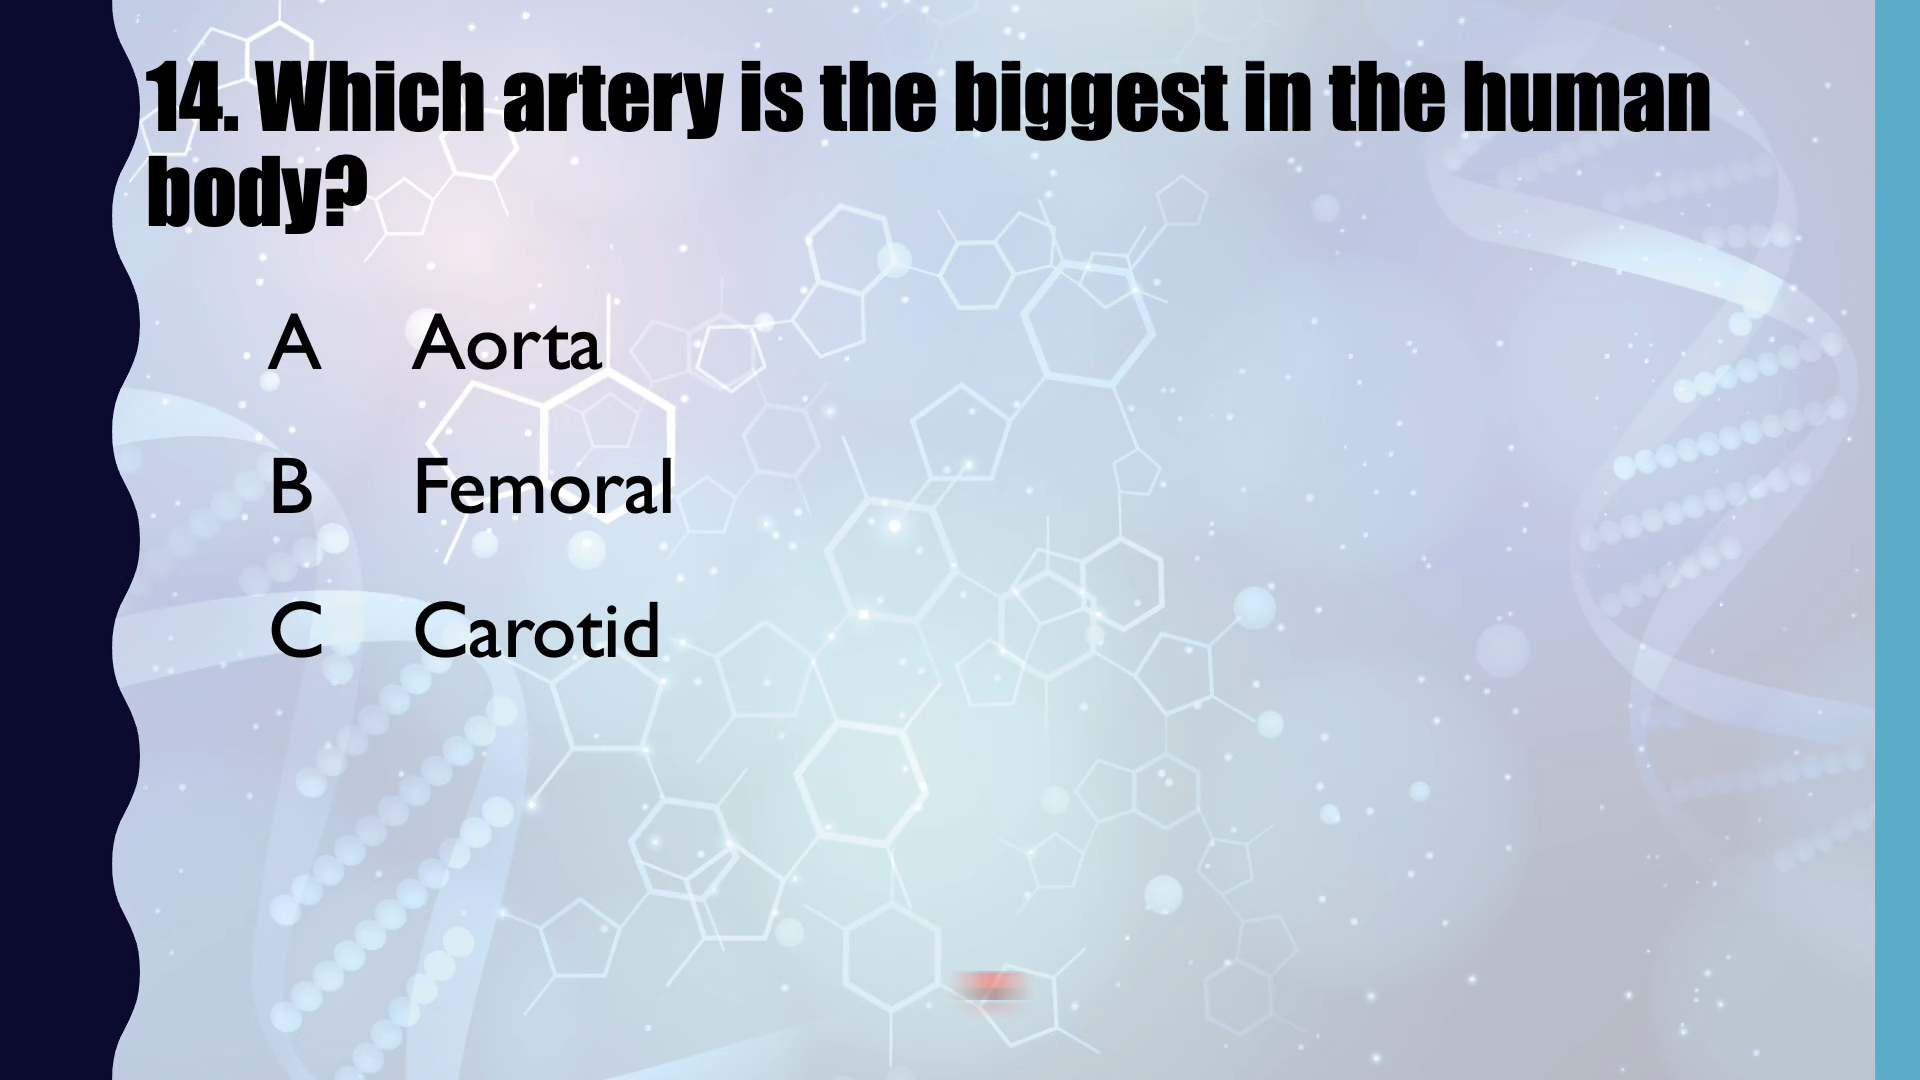 14. Which artery is the biggest in the human
body?
A Aorta
B Femoral
C Carotid